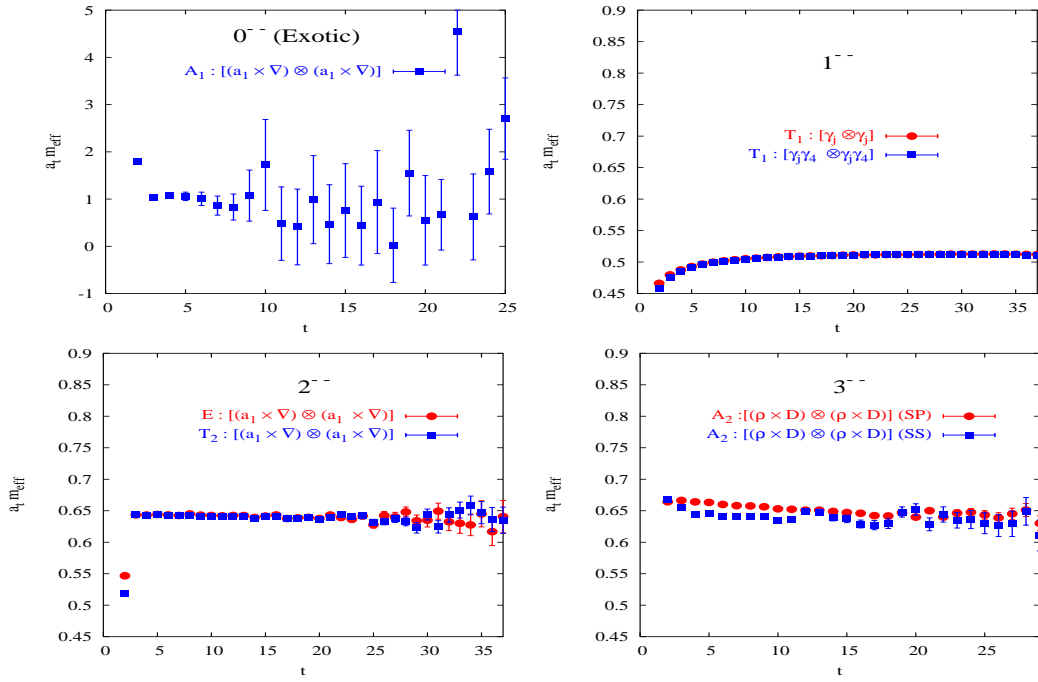 0⁻⁻ (Exotic)
A₁ : [(a₁ × ∇) ⊗ (a₁ × ∇)]
5
4
3
2
1
0
-1
aₜ m_eff
0 5 10 15 20 25
t
1⁻⁻
T₁ : [γⱼ ⊗γⱼ]
T₁ : [γⱼγ₄ ⊗γⱼγ₄]
0.9
0.85
0.8
0.75
0.7
0.65
0.6
0.55
0.5
0.45
aₜ m_eff
0 5 10 15 20 25 30 35
t
2⁻⁻
E : [(a₁ × ∇) ⊗ (a₁ × ∇)]
T₂ : [(a₁ × ∇) ⊗ (a₁ × ∇)]
0.9
0.85
0.8
0.75
0.7
0.65
0.6
0.55
0.5
0.45
aₜ m_eff
0 5 10 15 20 25 30 35
t
3⁻⁻
A₂ :[(ρ × D) ⊗ (ρ × D)] (SP)
A₂ : [(ρ × D) ⊗ (ρ × D)] (SS)
0.9
0.85
0.8
0.75
0.7
0.65
0.6
0.55
0.5
0.45
aₜ m_eff
0 5 10 15 20 25
t